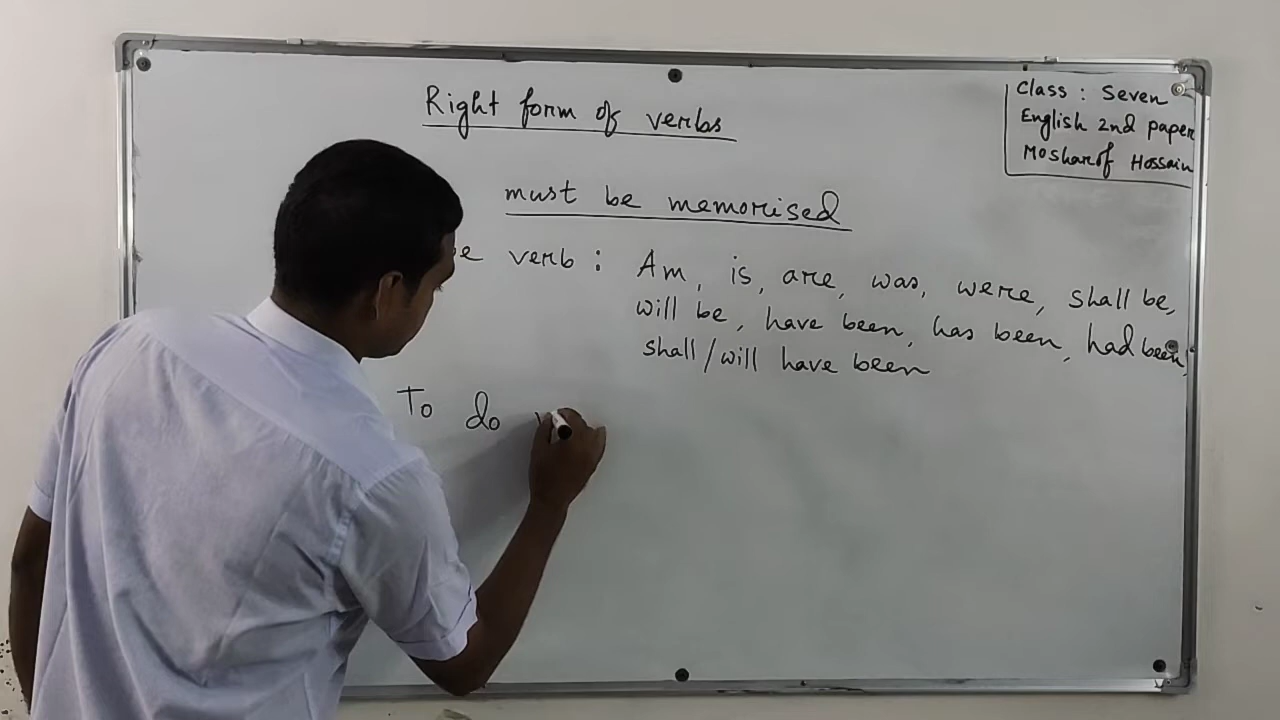 Right form of verbs
Class : Seven
English 2nd paper
Mosharof Hossain
must be memorised
verb : Am, is, are, was, were, shall be,
will be, have been, has been, had been,
shall/will have been
To do